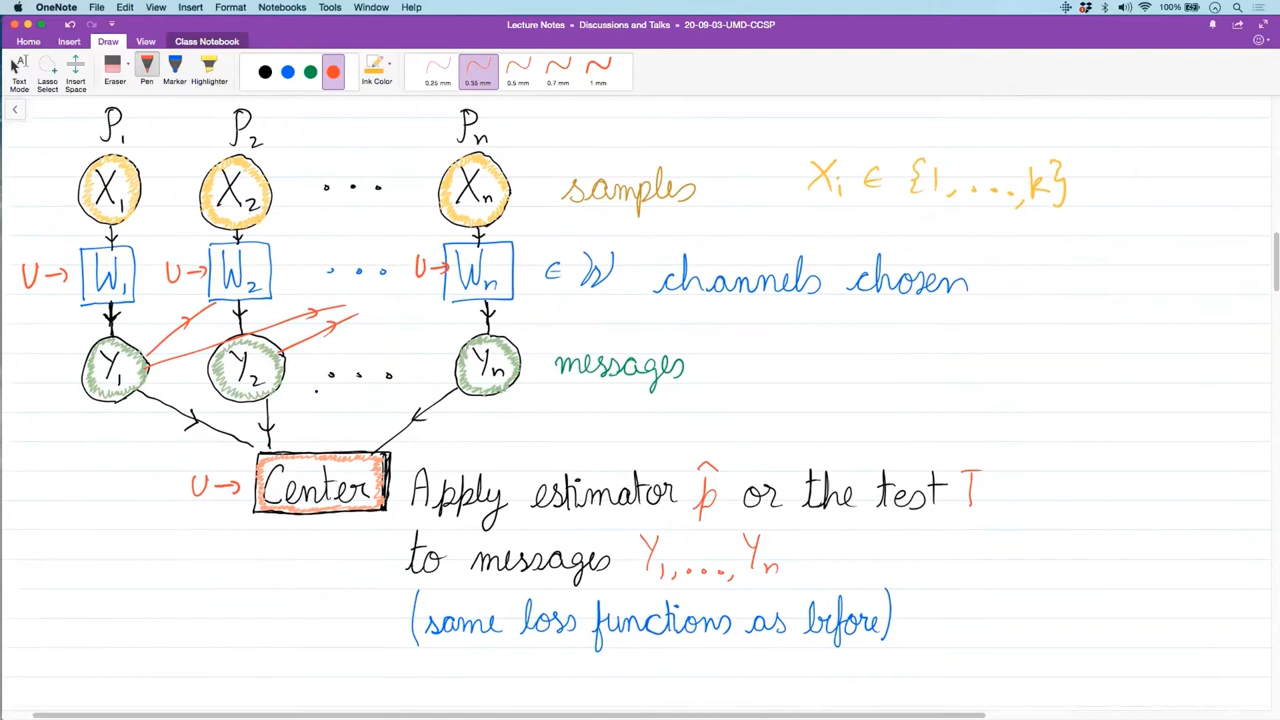 OneNote File Edit View Insert Format Notebooks Tools Window Help 100%
Lecture Notes » Discussions and Talks » 20-09-03-UMD-CCSP
Home Insert Draw View Class Notebook
Text Mode Lasso Select Insert Space Eraser Pen Marker Highlighter Ink Color 0.25 mm 0.35 mm 0.5 mm 0.7 mm 1 mm
P₁ P₂ Pₙ
X₁ X₂ ... Xₙ samples Xᵢ ∈ {1, ..., k}
U→ W₁ U→ W₂ ... U→ Wₙ ∈ 𝒲 channels chosen
Y₁ Y₂ ... Yₙ messages
U→ Center Apply estimator p̂ or the test T
to messages Y₁, ..., Yₙ
(same loss functions as before)